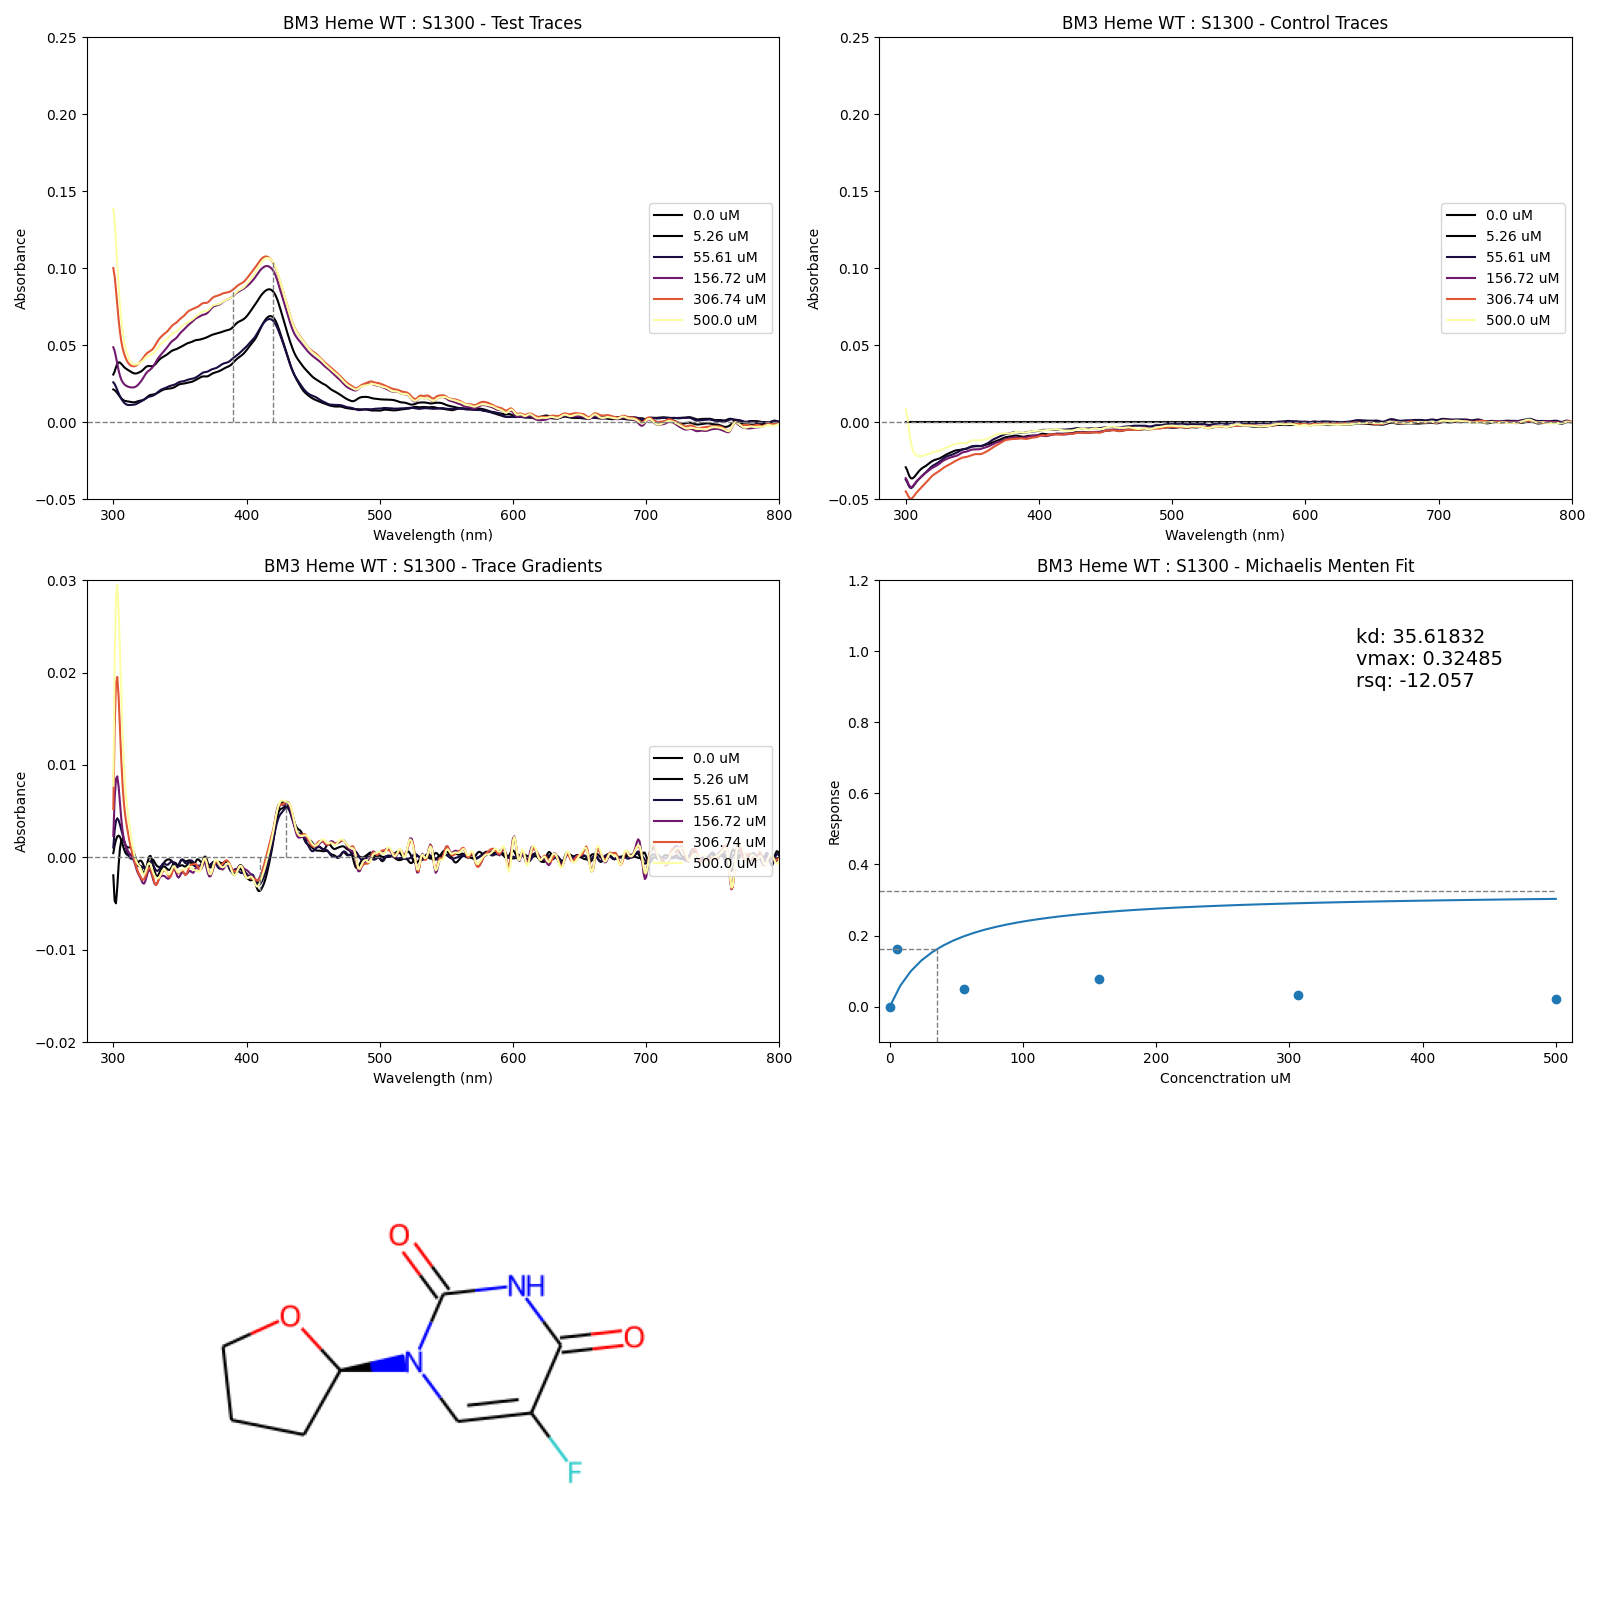 BM3 Heme WT : S1300 - Test Traces
0.25
0.20
0.15
0.10
0.05
0.00
−0.05
Absorbance
300 400 500 600 700 800
Wavelength (nm)
0.0 uM
5.26 uM
55.61 uM
156.72 uM
306.74 uM
500.0 uM
BM3 Heme WT : S1300 - Control Traces
0.25
0.20
0.15
0.10
0.05
0.00
−0.05
Absorbance
300 400 500 600 700 800
Wavelength (nm)
0.0 uM
5.26 uM
55.61 uM
156.72 uM
306.74 uM
500.0 uM
BM3 Heme WT : S1300 - Trace Gradients
0.03
0.02
0.01
0.00
−0.01
−0.02
Absorbance
300 400 500 600 700 800
Wavelength (nm)
0.0 uM
5.26 uM
55.61 uM
156.72 uM
306.74 uM
500.0 uM
BM3 Heme WT : S1300 - Michaelis Menten Fit
1.2
1.0
0.8
0.6
0.4
0.2
0.0
Response
0 100 200 300 400 500
Concenctration uM
kd: 35.61832
vmax: 0.32485
rsq: -12.057
O
NH
O
O
N
F